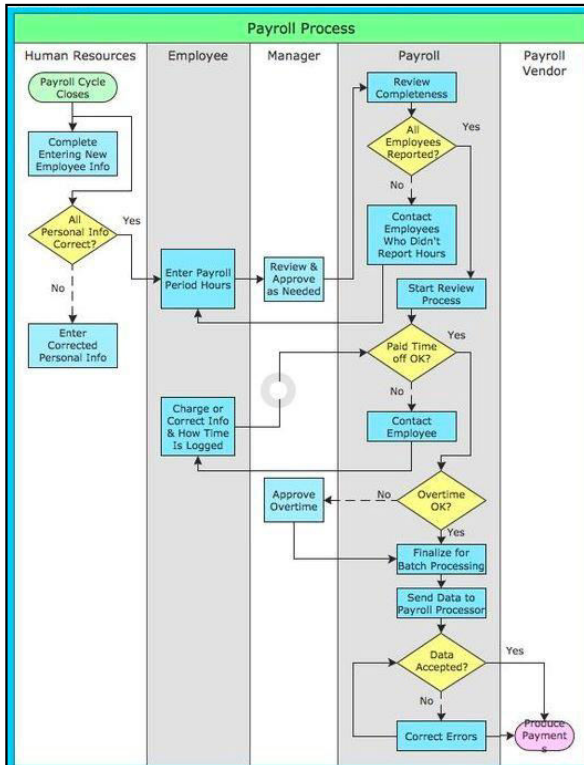 Payroll Process
Human Resources
Employee
Manager
Payroll
Payroll
Vendor
Payroll Cycle
Closes
Complete
Entering New
Employee Info
All
Personal Info
Correct?
Yes
No
Enter
Corrected
Personal Info
Enter Payroll
Period Hours
Review &
Approve
as Needed
Review
Completeness
All
Employees
Reported?
Yes
No
Contact
Employees
Who Didn't
Report Hours
Start Review
Process
Paid Time
off OK?
Yes
No
Contact
Employee
Charge or
Correct Info
& How Time
Is Logged
Overtime
OK?
No
Yes
Approve
Overtime
Finalize for
Batch Processing
Send Data to
Payroll Processor
Data
Accepted?
Yes
No
Correct Errors
Produce
Payment
s